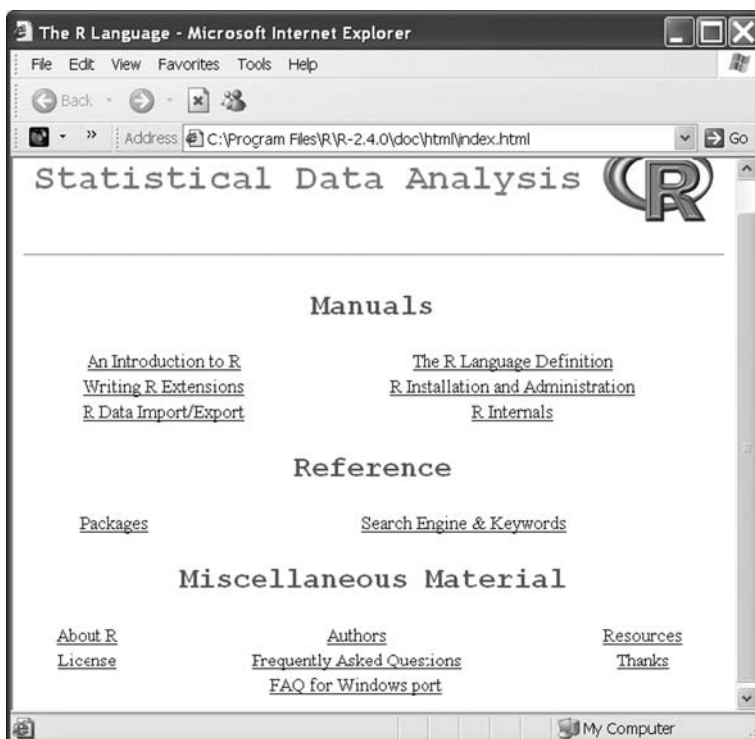 The R Language - Microsoft Internet Explorer
File Edit View Favorites Tools Help
Back
Address C:\Program Files\R\R-2.4.0\doc\html\index.html Go
Statistical Data Analysis R
Manuals
An Introduction to R The R Language Definition
Writing R Extensions R Installation and Administration
R Data Import/Export R Internals
Reference
Packages Search Engine & Keywords
Miscellaneous Material
About R Authors Resources
License Frequently Asked Questions Thanks
FAQ for Windows port
My Computer